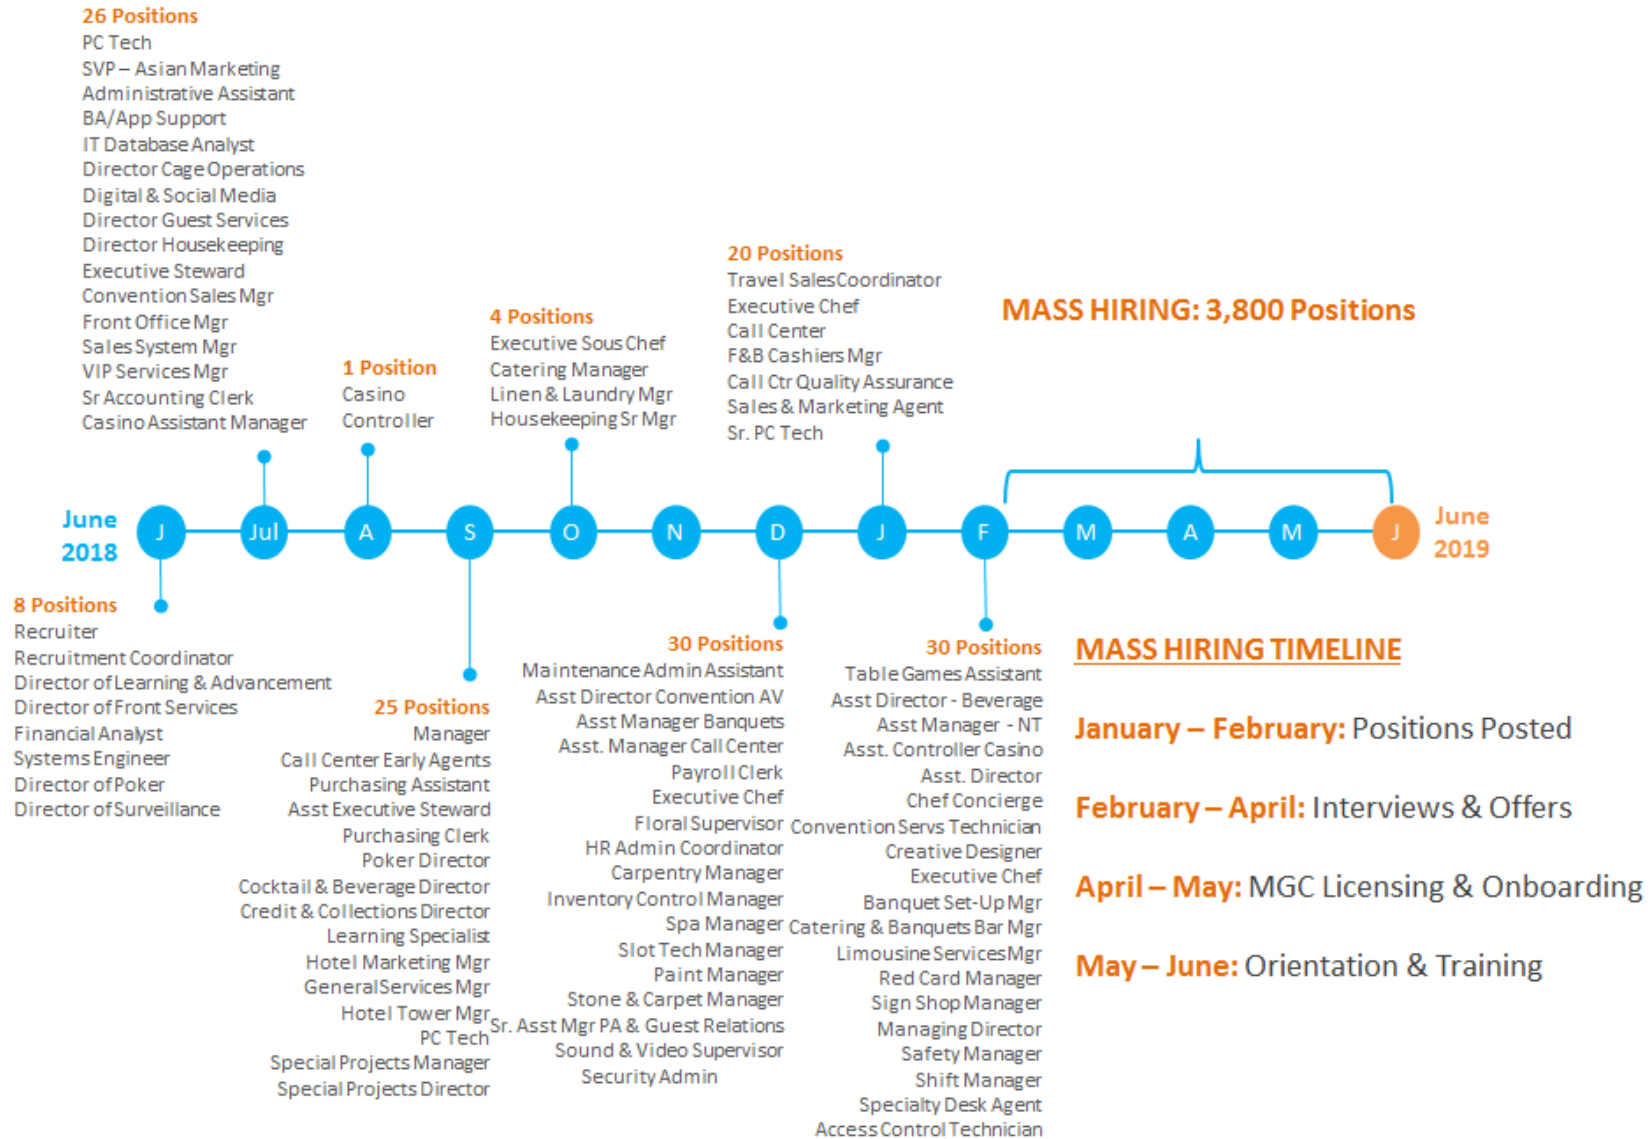 26 Positions
PC Tech
SVP – Asian Marketing
Administrative Assistant
BA/App Support
IT Database Analyst
Director Cage Operations
Digital & Social Media
Director Guest Services
Director Housekeeping
Executive Steward
Convention Sales Mgr
Front Office Mgr
Sales System Mgr
VIP Services Mgr
Sr Accounting Clerk
Casino Assistant Manager
1 Position
Casino
Controller
4 Positions
Executive Sous Chef
Catering Manager
Linen & Laundry Mgr
Housekeeping Sr Mgr
20 Positions
Travel Sales Coordinator
Executive Chef
Call Center
F&B Cashiers Mgr
Call Ctr Quality Assurance
Sales & Marketing Agent
Sr. PC Tech
MASS HIRING: 3,800 Positions
June
2018
J Jul A S O N D J F M A M J
June
2019
8 Positions
Recruiter
Recruitment Coordinator
Director of Learning & Advancement
Director of Front Services
Financial Analyst
Systems Engineer
Director of Poker
Director of Surveillance
25 Positions
Manager
Call Center Early Agents
Purchasing Assistant
Asst Executive Steward
Purchasing Clerk
Poker Director
Cocktail & Beverage Director
Credit & Collections Director
Learning Specialist
Hotel Marketing Mgr
General Services Mgr
Hotel Tower Mgr
PC Tech
Special Projects Manager
Special Projects Director
30 Positions
Maintenance Admin Assistant
Asst Director Convention AV
Asst Manager Banquets
Asst. Manager Call Center
Payroll Clerk
Executive Chef
Floral Supervisor
HR Admin Coordinator
Carpentry Manager
Inventory Control Manager
Spa Manager
Slot Tech Manager
Paint Manager
Stone & Carpet Manager
Sr. Asst Mgr PA & Guest Relations
Sound & Video Supervisor
Security Admin
30 Positions
Table Games Assistant
Asst Director - Beverage
Asst Manager - NT
Asst. Controller Casino
Asst. Director
Chef Concierge
Convention Servs Technician
Creative Designer
Executive Chef
Banquet Set-Up Mgr
Catering & Banquets Bar Mgr
Limousine Services Mgr
Red Card Manager
Sign Shop Manager
Managing Director
Safety Manager
Shift Manager
Specialty Desk Agent
Access Control Technician
MASS HIRING TIMELINE
January – February: Positions Posted
February – April: Interviews & Offers
April – May: MGC Licensing & Onboarding
May – June: Orientation & Training